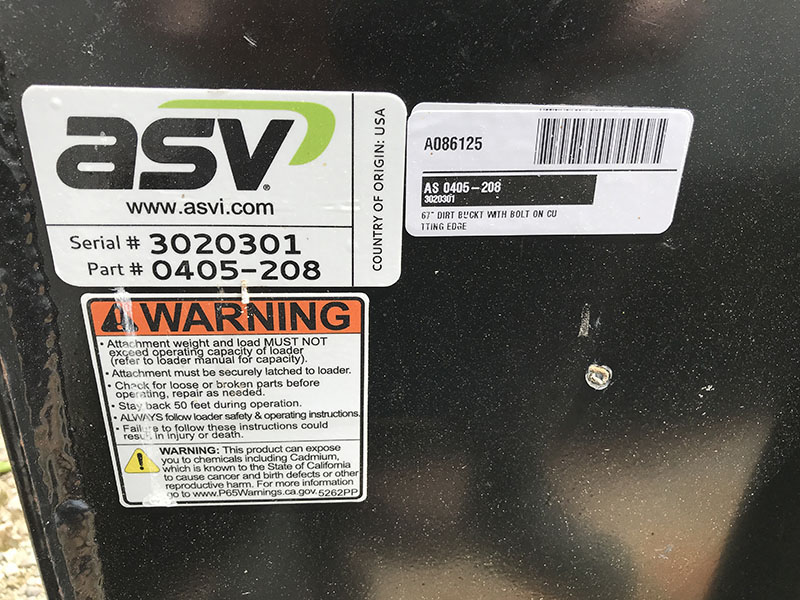 asv
www.asvi.com
Serial # 3020301
Part # 0405-208
COUNTRY OF ORIGIN: USA
A086125
AS 0405-208
3020301
67" DIRT BUCKT WITH BOLT ON CU
TTING EDGE
WARNING
• Attachment weight and load MUST NOT
exceed operating capacity of loader
(refer to loader manual for capacity).
• Attachment must be securely latched to loader.
• Check for loose or broken parts before
operating, repair as needed.
• Stay back 50 feet during operation.
• ALWAYS follow loader safety & operating instructions.
• Failure to follow these instructions could
result in injury or death.
WARNING: This product can expose
you to chemicals including Cadmium,
which is known to the State of California
to cause cancer and birth defects or other
reproductive harm. For more information
go to www.P65Warnings.ca.gov. 5262PP